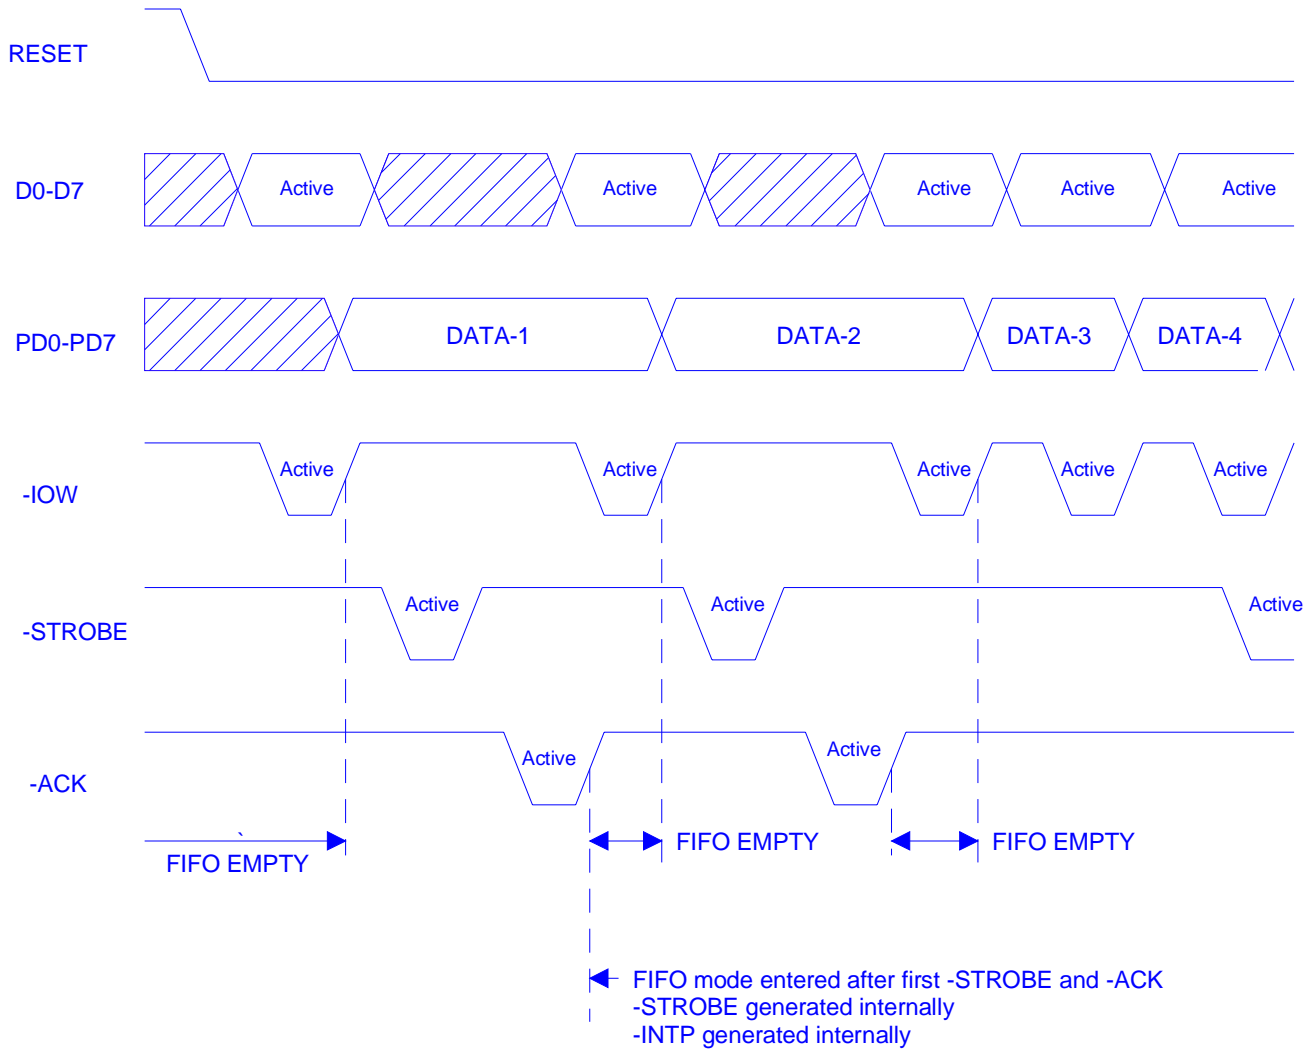 RESET
D0-D7
Active
Active
Active
Active
Active
PD0-PD7
DATA-1
DATA-2
DATA-3
DATA-4
-IOW
Active
Active
Active
Active
Active
-STROBE
Active
Active
Active
-ACK
Active
Active
`
FIFO EMPTY
FIFO EMPTY
FIFO EMPTY
FIFO mode entered after first -STROBE and -ACK
-STROBE generated internally
-INTP generated internally